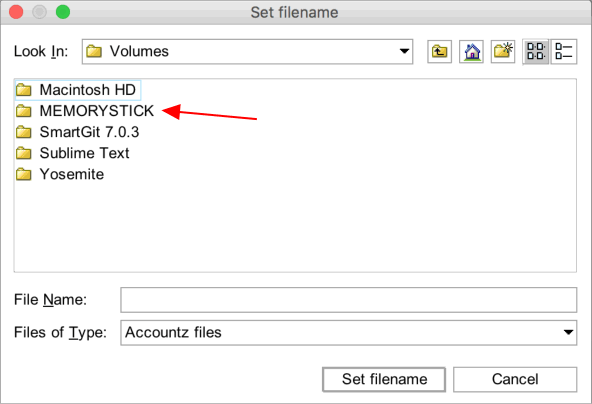 Set filename
Look In: Volumes
Macintosh HD
MEMORYSTICK
SmartGit 7.0.3
Sublime Text
Yosemite
File Name:
Files of Type: Accountz files
Set filename Cancel